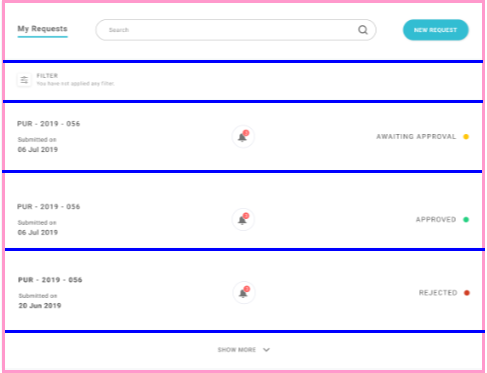 My Requests
Search
NEW REQUEST
FILTER
You have not applied any filter.
PUR - 2019 - 056
Submitted on
06 Jul 2019
AWAITING APPROVAL
PUR - 2019 - 056
Submitted on
06 Jul 2019
APPROVED
PUR - 2019 - 056
Submitted on
20 Jun 2019
REJECTED
SHOW MORE